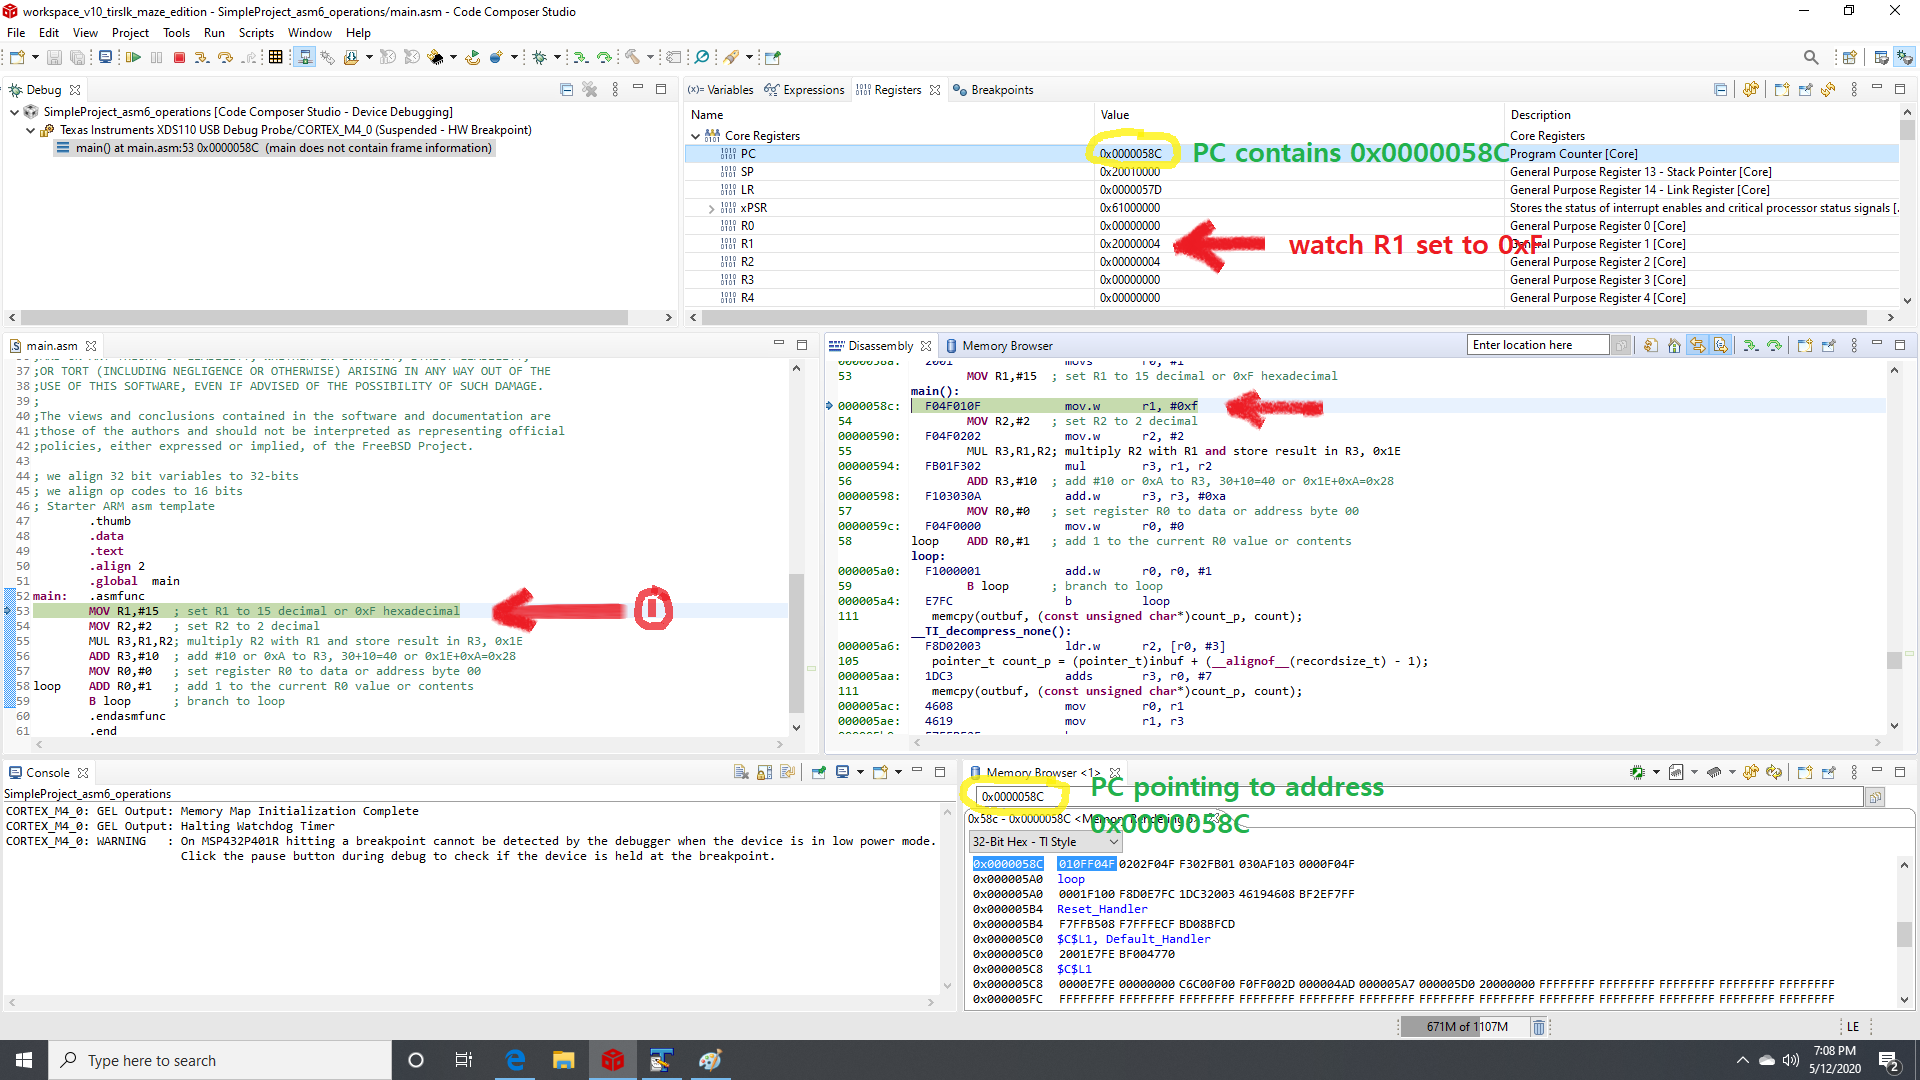 workspace_v10_tirslk_maze_edition - SimpleProject_asm6_operations/main.asm - Code Composer Studio
File Edit View Project Tools Run Scripts Window Help
Debug
SimpleProject_asm6_operations [Code Composer Studio - Device Debugging]
Texas Instruments XDS110 USB Debug Probe/CORTEX_M4_0 (Suspended - HW Breakpoint)
main() at main.asm:53 0x0000058C (main does not contain frame information)
(x)= Variables Expressions Registers Breakpoints
Name Value Description
Core Registers Core Registers
PC 0x0000058C PC contains 0x0000058C Program Counter [Core]
SP 0x20010000 General Purpose Register 13 - Stack Pointer [Core]
LR 0x0000057D General Purpose Register 14 - Link Register [Core]
xPSR 0x61000000 Stores the status of interrupt enables and critical processor status signals [.
R0 0x00000000 General Purpose Register 0 [Core]
R1 0x20000004 watch R1 set to 0xF General Purpose Register 1 [Core]
R2 0x00000004 General Purpose Register 2 [Core]
R3 0x00000000 General Purpose Register 3 [Core]
R4 0x00000000 General Purpose Register 4 [Core]
main.asm
37 ;OR TORT (INCLUDING NEGLIGENCE OR OTHERWISE) ARISING IN ANY WAY OUT OF THE
38 ;USE OF THIS SOFTWARE, EVEN IF ADVISED OF THE POSSIBILITY OF SUCH DAMAGE.
39 ;
40 ;The views and conclusions contained in the software and documentation are
41 ;those of the authors and should not be interpreted as representing official
42 ;policies, either expressed or implied, of the FreeBSD Project.
43
44 ; we align 32 bit variables to 32-bits
45 ; we align op codes to 16 bits
46 ; Starter ARM asm template
47 .thumb
48 .data
49 .text
50 .align 2
51 .global main
52 main: .asmfunc
53 MOV R1,#15 ; set R1 to 15 decimal or 0xF hexadecimal
54 MOV R2,#2 ; set R2 to 2 decimal
55 MUL R3,R1,R2; multiply R2 with R1 and store result in R3, 0x1E
56 ADD R3,#10 ; add #10 or 0xA to R3, 30+10=40 or 0x1E+0xA=0x28
57 MOV R0,#0 ; set register R0 to data or address byte 00
58 loop ADD R0,#1 ; add 1 to the current R0 value or contents
59 B loop ; branch to loop
60 .endasmfunc
61 .end
Disassembly Memory Browser Enter location here
0000058a: 2001 movs r0, #1
53 MOV R1,#15 ; set R1 to 15 decimal or 0xF hexadecimal
main():
0000058c: F04F010F mov.w r1, #0xf
54 MOV R2,#2 ; set R2 to 2 decimal
00000590: F04F0202 mov.w r2, #2
55 MUL R3,R1,R2; multiply R2 with R1 and store result in R3, 0x1E
00000594: FB01F302 mul r3, r1, r2
56 ADD R3,#10 ; add #10 or 0xA to R3, 30+10=40 or 0x1E+0xA=0x28
00000598: F103030A add.w r3, r3, #0xa
57 MOV R0,#0 ; set register R0 to data or address byte 00
0000059c: F04F0000 mov.w r0, #0
58 loop ADD R0,#1 ; add 1 to the current R0 value or contents
loop:
000005a0: F1000001 add.w r0, r0, #1
59 B loop ; branch to loop
000005a4: E7FC b loop
111 memcpy(outbuf, (const unsigned char*)count_p, count);
__TI_decompress_none():
000005a6: F8D02003 ldr.w r2, [r0, #3]
105 pointer_t count_p = (pointer_t)inbuf + (__alignof__(recordsize_t) - 1);
000005aa: 1DC3 adds r3, r0, #7
111 memcpy(outbuf, (const unsigned char*)count_p, count);
000005ac: 4608 mov r0, r1
000005ae: 4619 mov r1, r3
Console
SimpleProject_asm6_operations
CORTEX_M4_0: GEL Output: Memory Map Initialization Complete
CORTEX_M4_0: GEL Output: Halting Watchdog Timer
CORTEX_M4_0: WARNING : On MSP432P401R hitting a breakpoint cannot be detected by the debugger when the device is in low power mode.
Click the pause button during debug to check if the device is held at the breakpoint.
Memory Browser <1>
0x0000058C PC pointing to address
0x0000058C
0x58c - 0x0000058C <Memory Rendering
32-Bit Hex - TI Style
0x0000058C 010FF04F 0202F04F F302FB01 030AF103 0000F04F
0x000005A0 loop
0x000005A0 0001F100 F8D0E7FC 1DC32003 46194608 BF2EF7FF
0x000005B4 Reset_Handler
0x000005B4 F7FFB508 F7FFFECF BD08BFCD
0x000005C0 $C$L1, Default_Handler
0x000005C0 2001E7FE BF004770
0x000005C8 $C$L1
0x000005C8 0000E7FE 00000000 C6C00F00 F0FF002D 000004AD 000005A7 000005D0 20000000 FFFFFFFF FFFFFFFF FFFFFFFF FFFFFFFF FFFFFFFF
0x000005FC FFFFFFFF FFFFFFFF FFFFFFFF FFFFFFFF FFFFFFFF FFFFFFFF FFFFFFFF FFFFFFFF FFFFFFFF FFFFFFFF FFFFFFFF FFFFFFFF FFFFFFFF
671M of 1107M LE
Type here to search
7:08 PM
5/12/2020
2